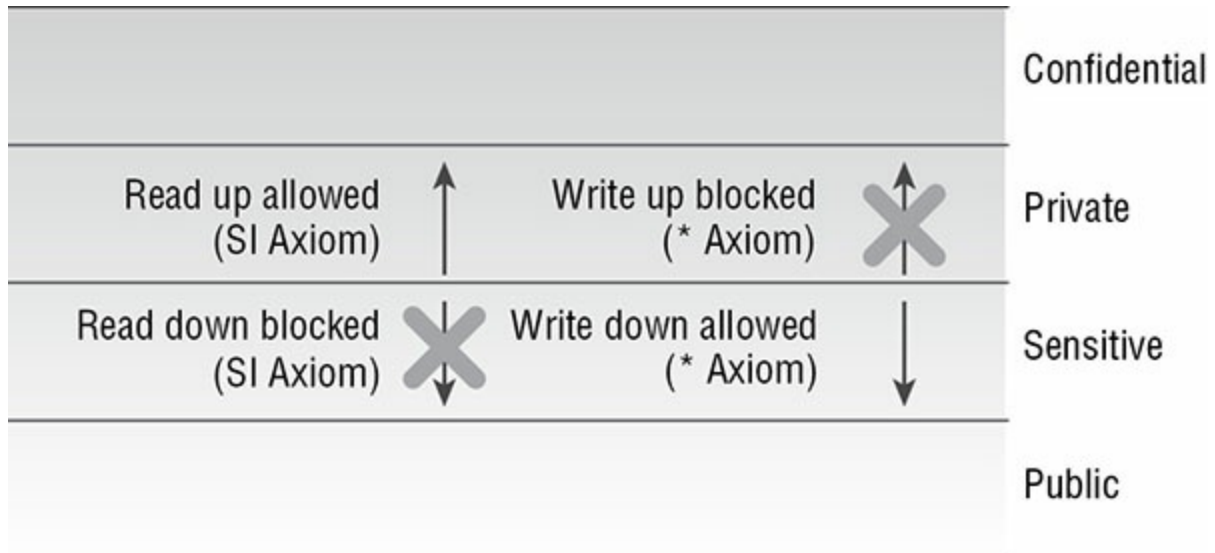 Confidential
Read up allowed
(SI Axiom)
Write up blocked
(* Axiom)
Private
Read down blocked
(SI Axiom)
Write down allowed
(* Axiom)
Sensitive
Public